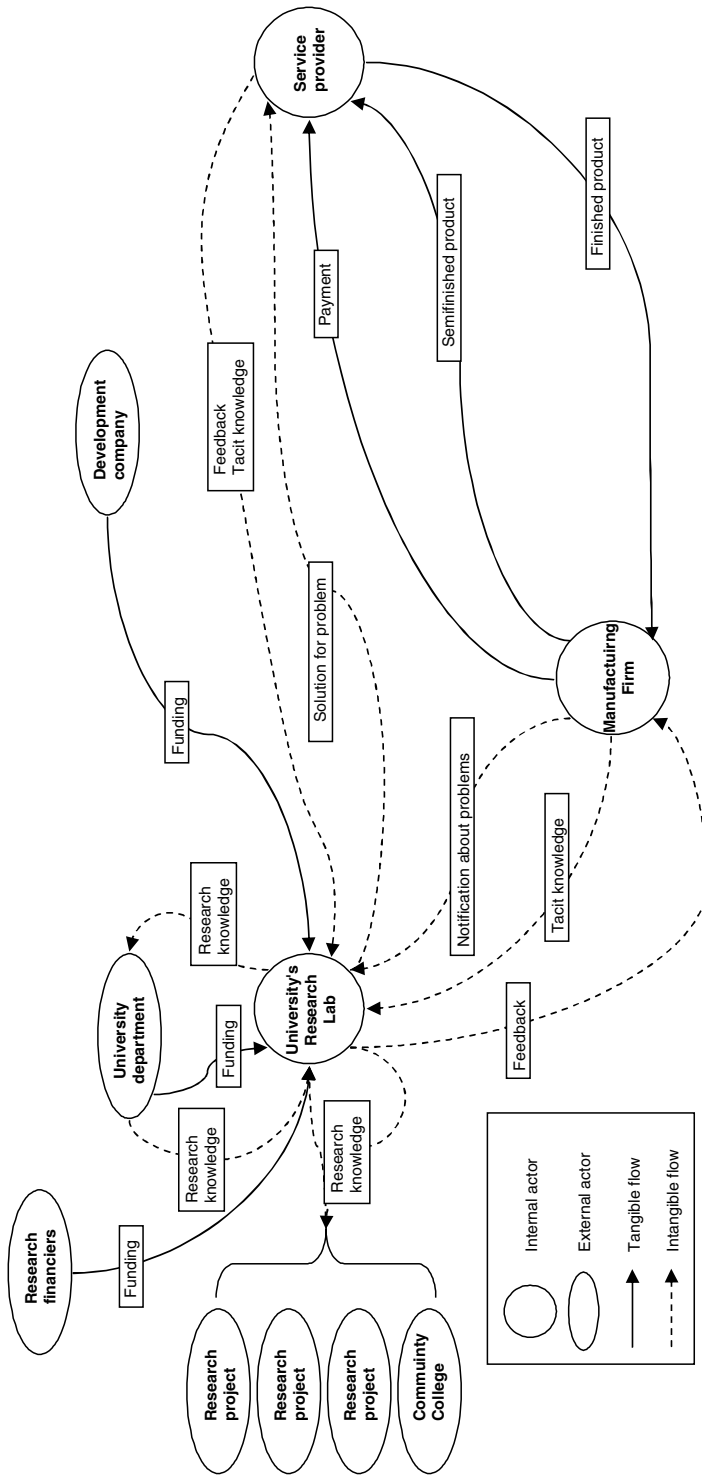 Research
financiers
Funding
University
department
Research
knowledge
Funding
Research
knowledge
Development
company
Funding
Feedback
Tacit knowledge
Service
provider
Research
project
Research
project
Research
project
Commuinty
College
Research
knowledge
University's
Research
Lab
Solution for problem
Payment
Semifinished product
Notification about problems
Tacit knowledge
Feedback
Manufactuirng
Firm
Finished product
Internal actor
External actor
Tangible flow
Intangible flow